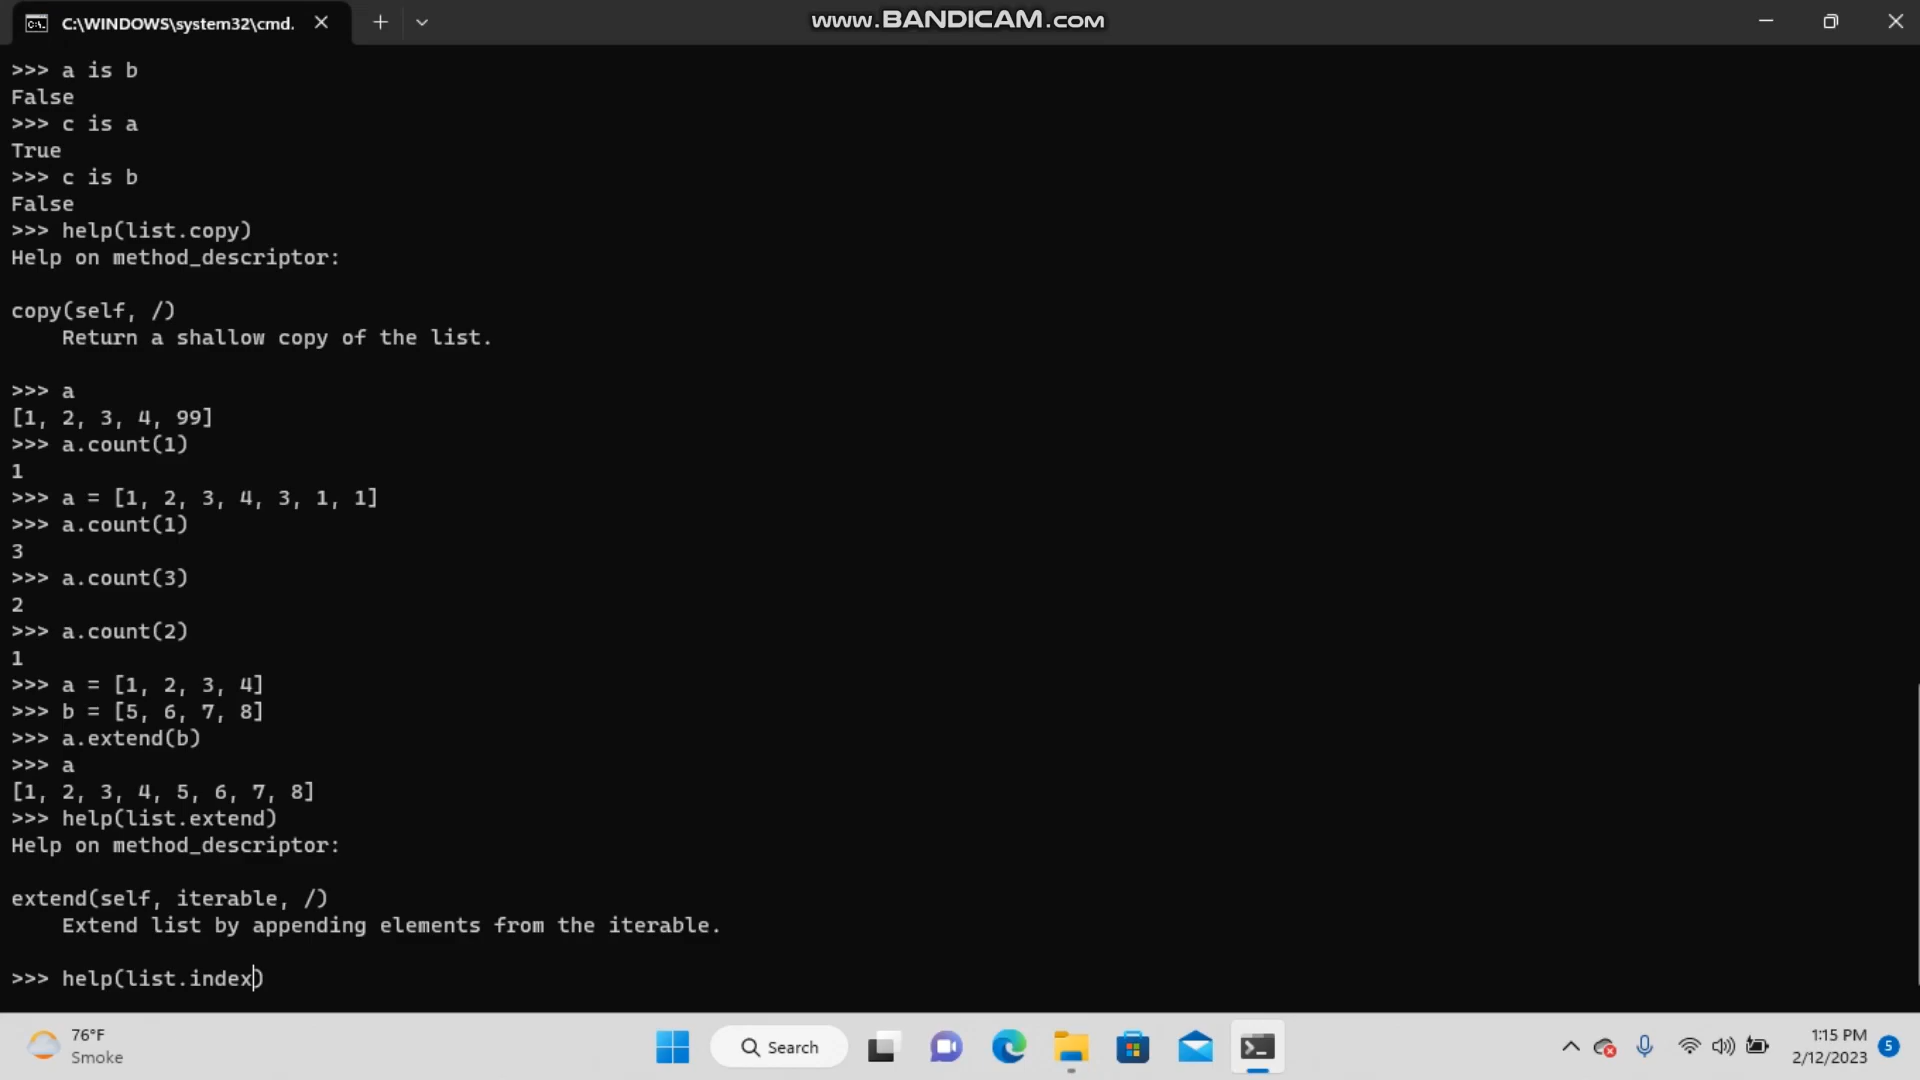 C:\WINDOWS\system32\cmd.
www.BANDICAM.com
>>> a is b
False
>>> c is a
True
>>> c is b
False
>>> help(list.copy)
Help on method_descriptor:
copy(self, /)
    Return a shallow copy of the list.
>>> a
[1, 2, 3, 4, 99]
>>> a.count(1)
1
>>> a = [1, 2, 3, 4, 3, 1, 1]
>>> a.count(1)
3
>>> a.count(3)
2
>>> a.count(2)
1
>>> a = [1, 2, 3, 4]
>>> b = [5, 6, 7, 8]
>>> a.extend(b)
>>> a
[1, 2, 3, 4, 5, 6, 7, 8]
>>> help(list.extend)
Help on method_descriptor:
extend(self, iterable, /)
    Extend list by appending elements from the iterable.
>>> help(list.index)
76°F
Smoke
Search
1:15 PM
2/12/2023
5